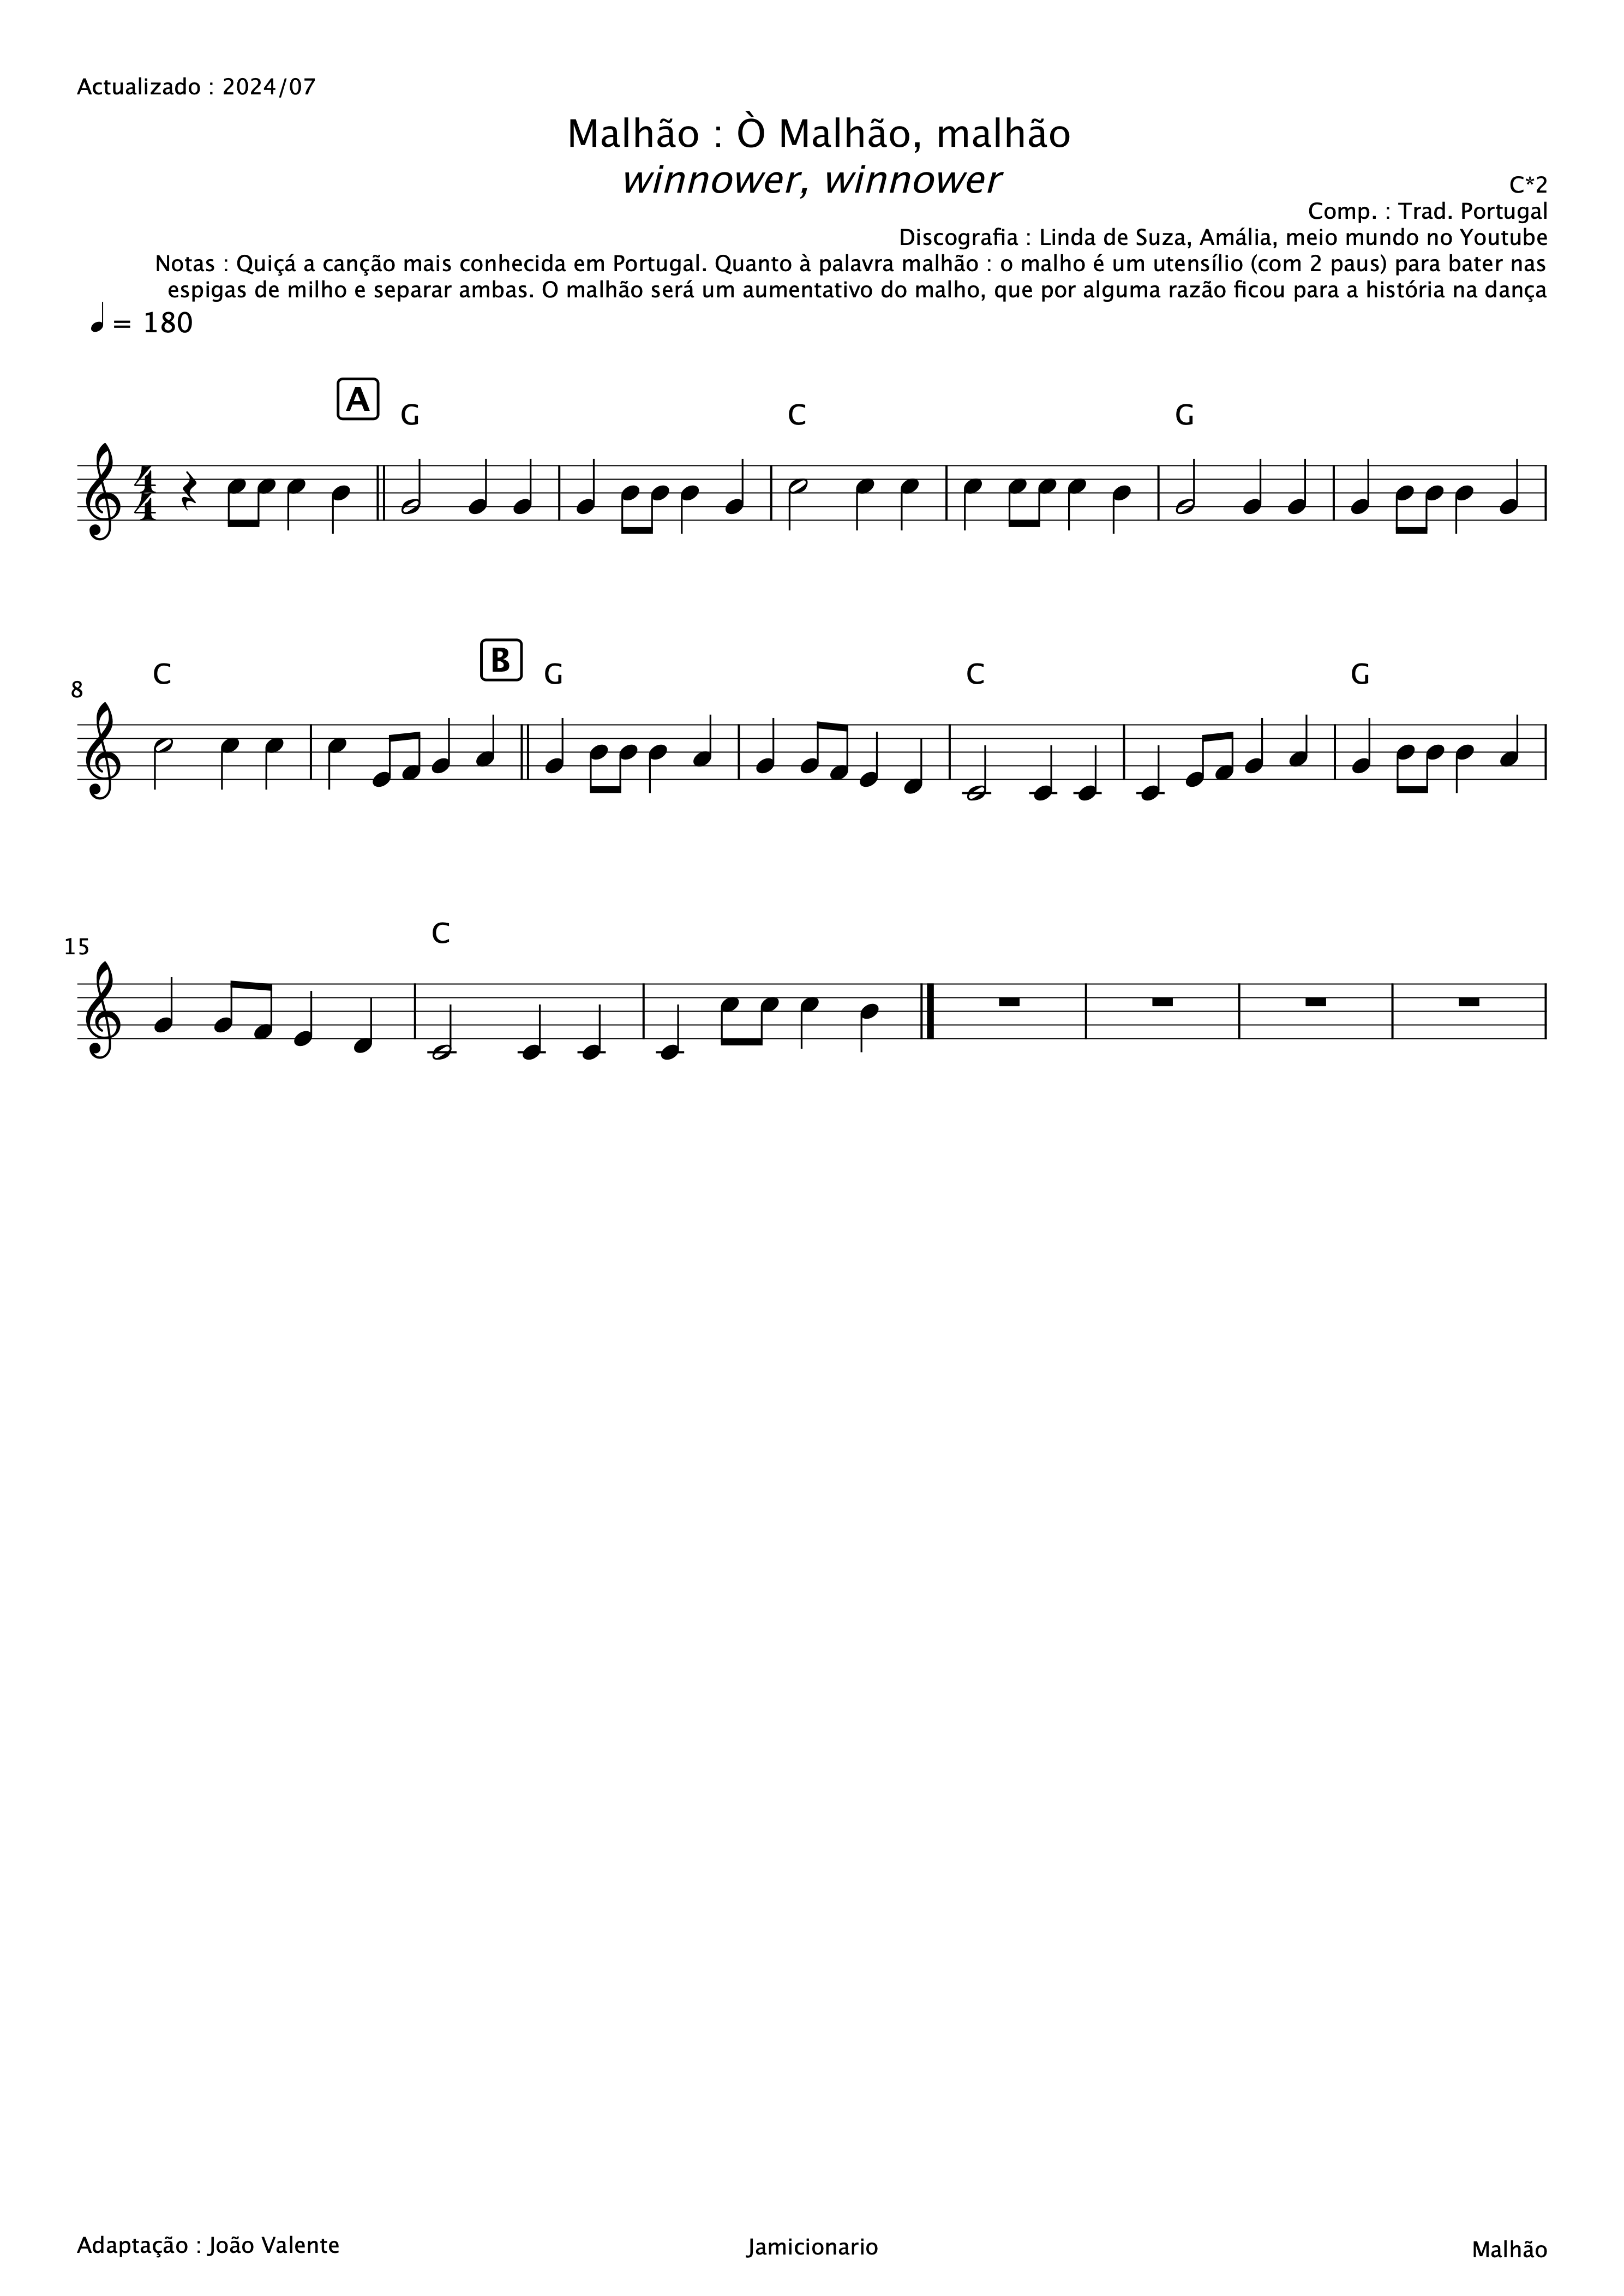 Actualizado : 2024/07
Malhão : Ò Malhão, malhão
winnower, winnower
C*2
Comp. : Trad. Portugal
Discografia : Linda de Suza, Amália, meio mundo no Youtube
Notas : Quiçá a canção mais conhecida em Portugal. Quanto à palavra malhão : o malho é um utensílio (com 2 paus) para bater nas
espigas de milho e separar ambas. O malhão será um aumentativo do malho, que por alguma razão ficou para a história na dança
= 180
A
G C G
4
4
B
C G C G
8
C
15
Adaptação : João Valente Jamicionario Malhão